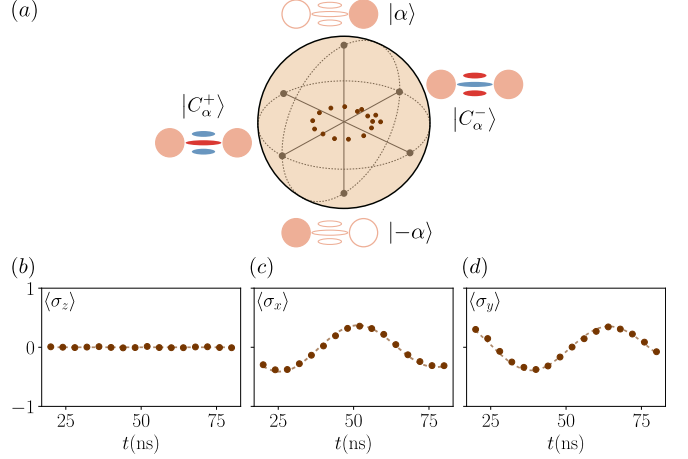 (a)
|α⟩
|C_α^+⟩
|C_α^-⟩
|−α⟩
(b) (c) (d)
1
0
−1
⟨σ_z⟩ ⟨σ_x⟩ ⟨σ_y⟩
25 50 75 25 50 75 25 50 75
t(ns) t(ns) t(ns)